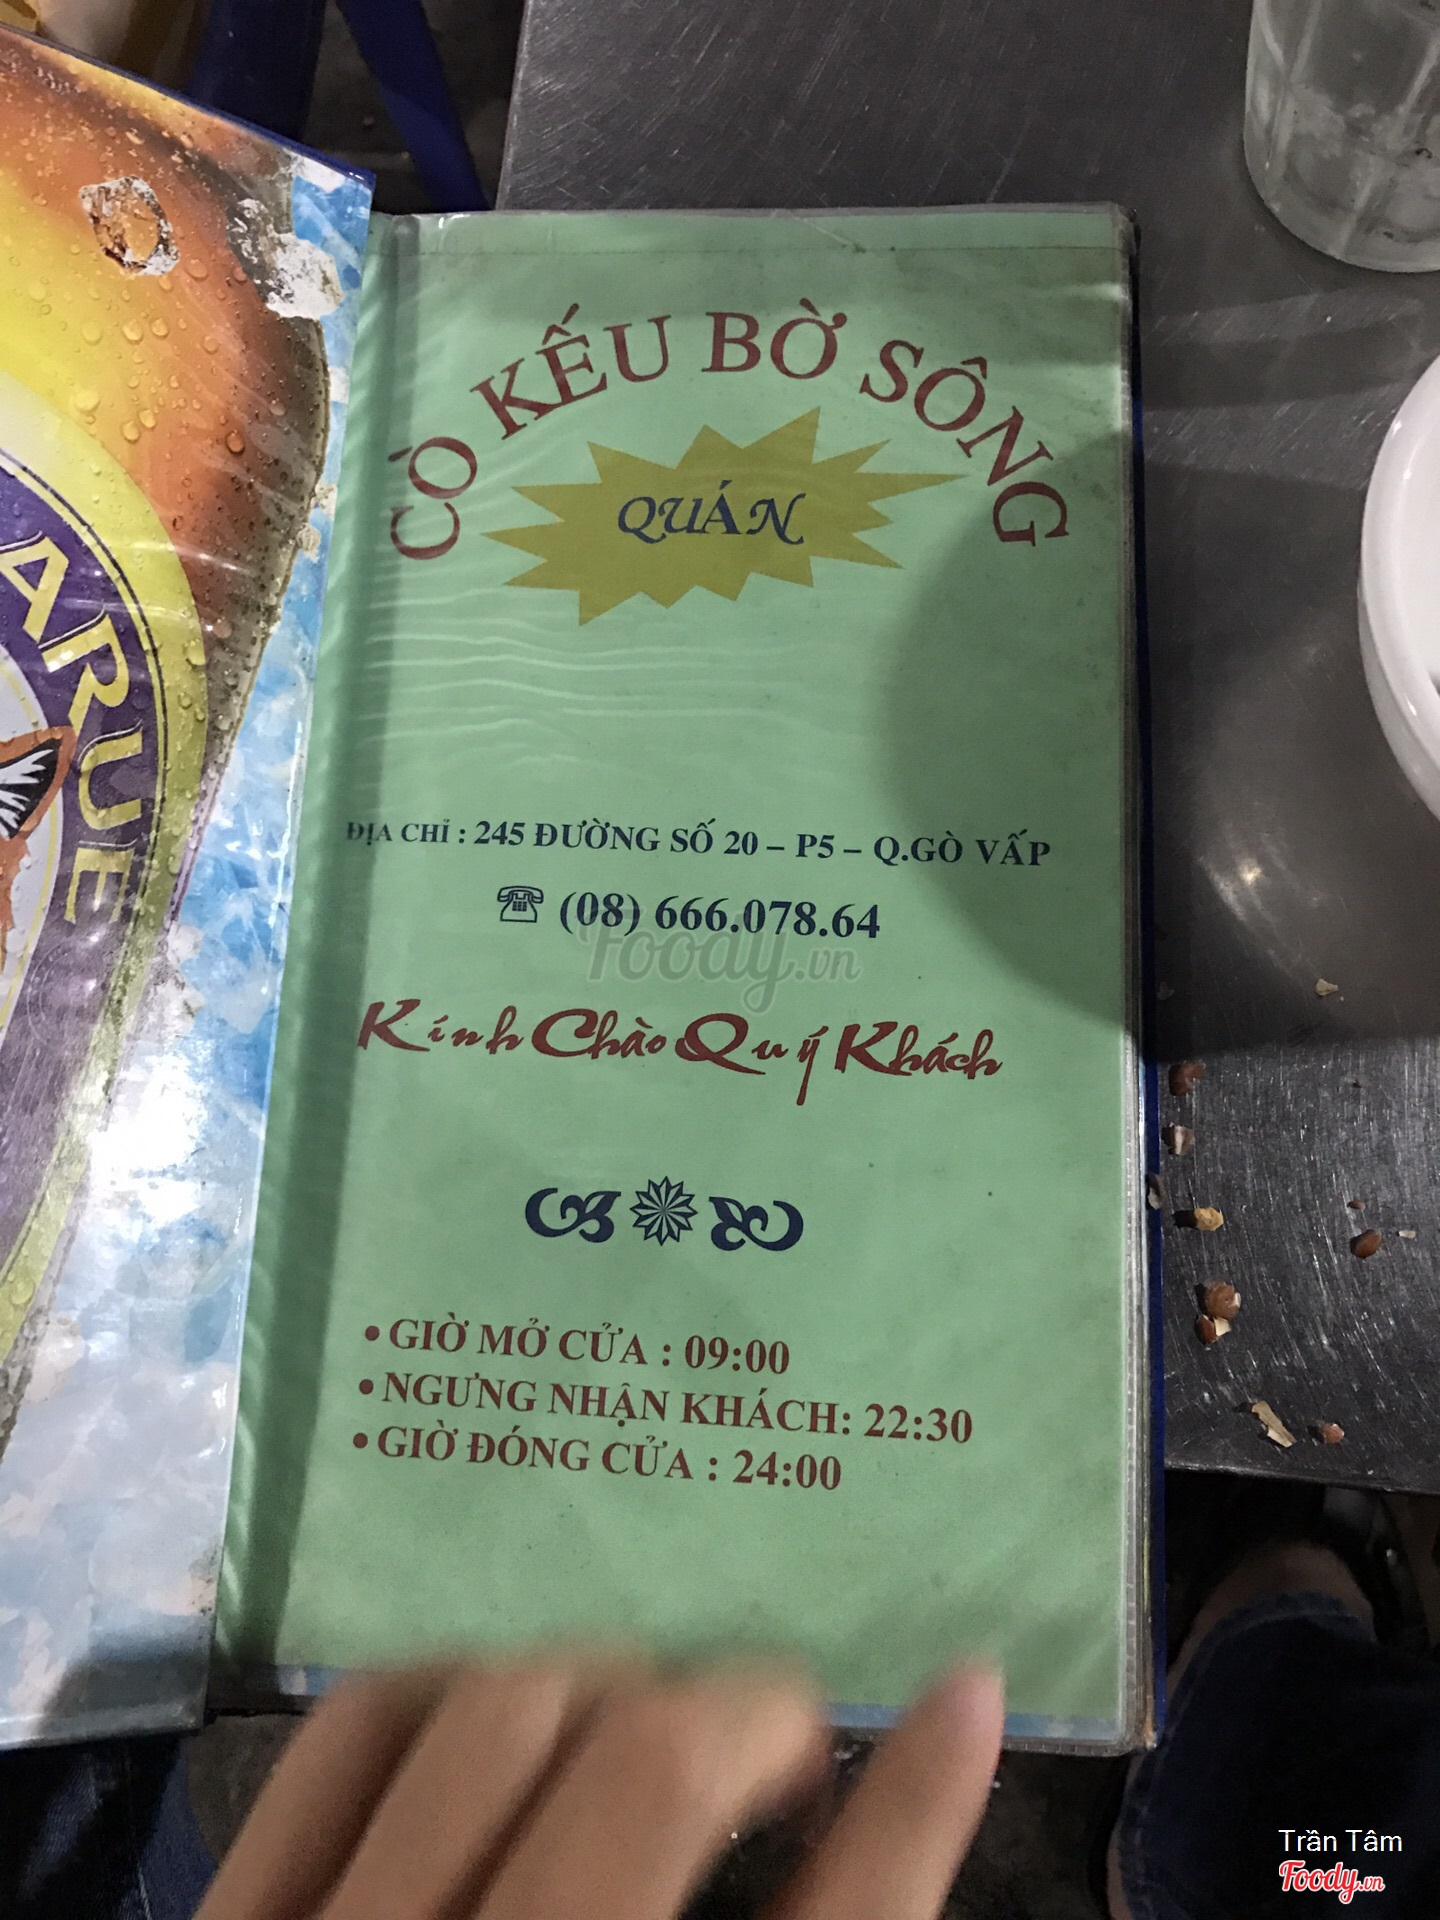 CÒ KẾU BỜ SÔNG
QUÁN
ARUE
ĐỊA CHỈ : 245 ĐƯỜNG SỐ 20 – P5 – Q.GÒ VẤP
(08) 666.078.64
Foody.vn
Kính Chào Quý Khách
• GIỜ MỞ CỬA : 09:00
• NGƯNG NHẬN KHÁCH: 22:30
• GIỜ ĐÓNG CỬA : 24:00
Trần Tâm
Foody.vn